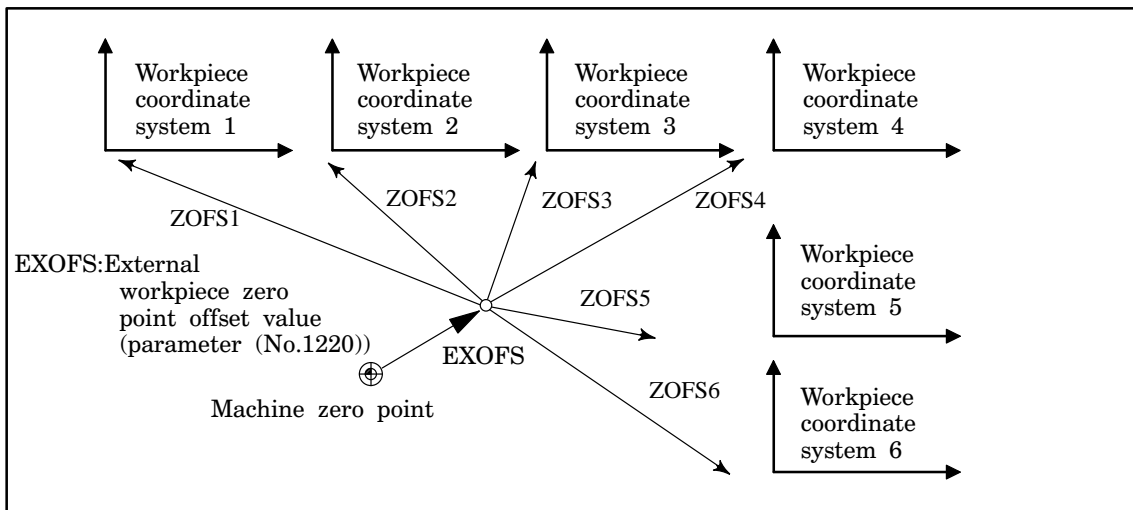 Workpiece
coordinate
system 1
Workpiece
coordinate
system 2
Workpiece
coordinate
system 3
Workpiece
coordinate
system 4
ZOFS1
ZOFS2
ZOFS3
ZOFS4
EXOFS:External
workpiece zero
point offset value
(parameter (No.1220))
ZOFS5
Workpiece
coordinate
system 5
EXOFS
Machine zero point
ZOFS6
Workpiece
coordinate
system 6